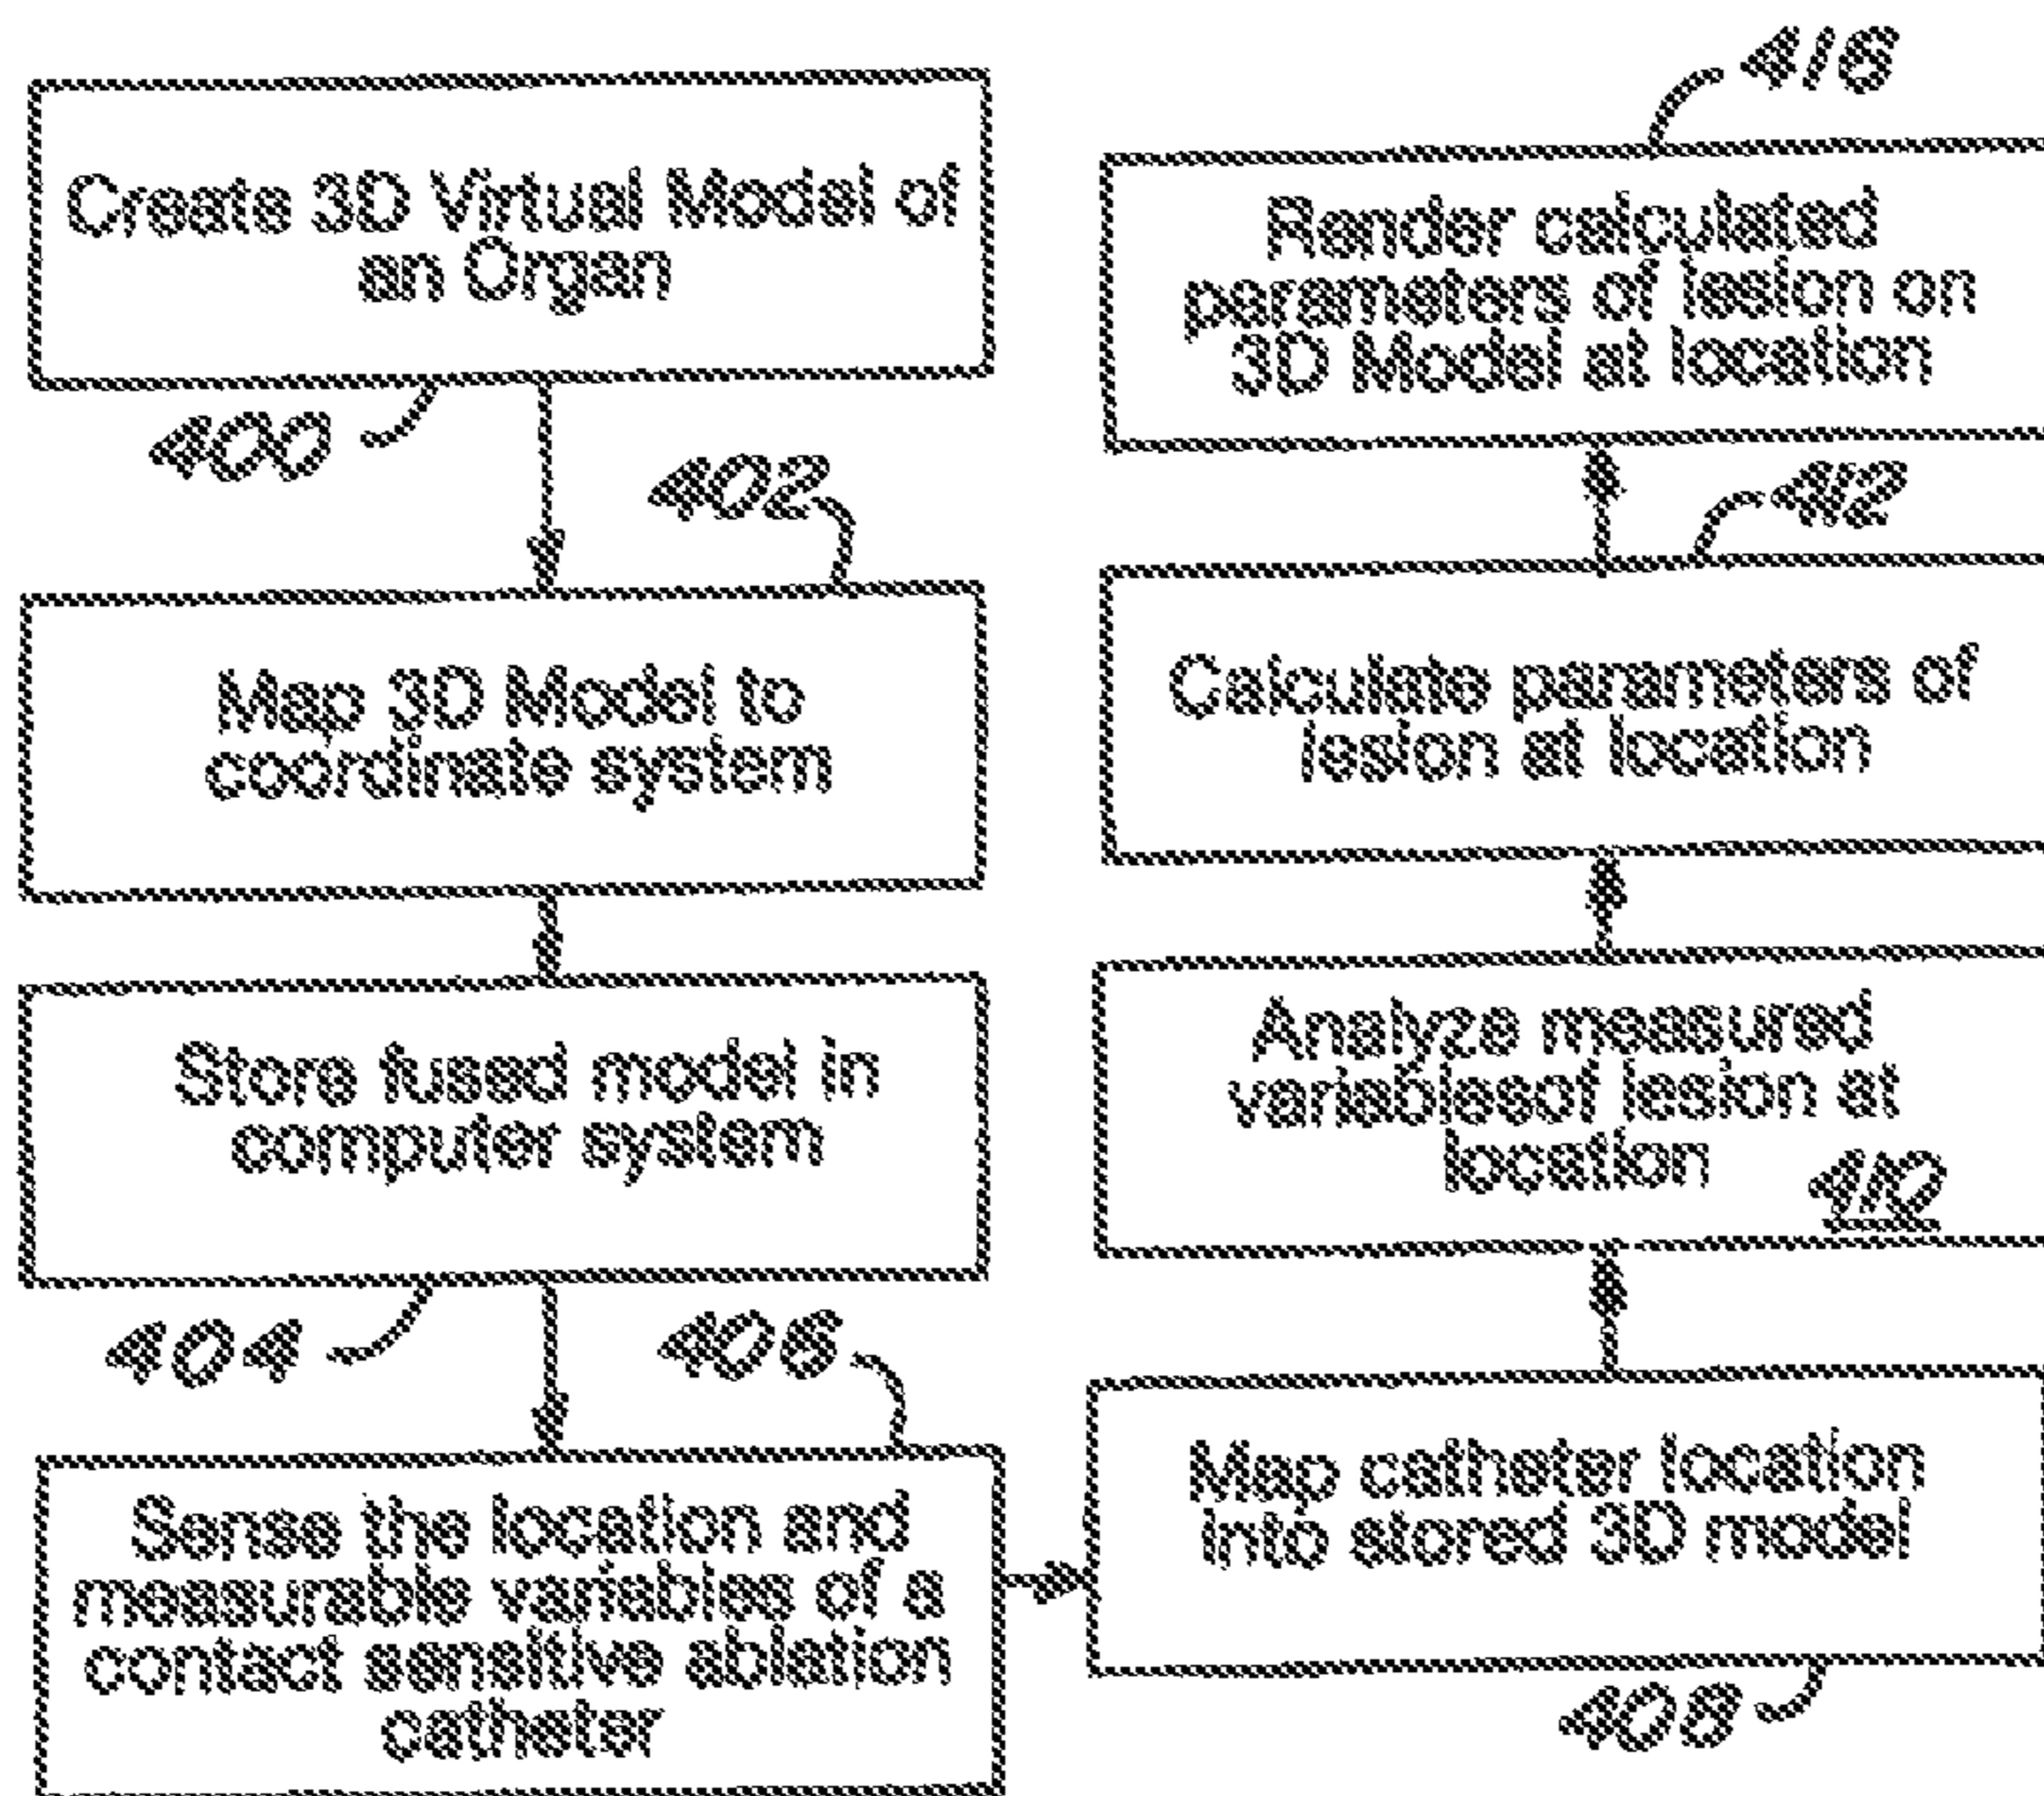 Create 3D Virtual Model of
an Organ
400
402
Map 3D Model to
coordinate system
Store fused model in
computer system
404
406
Sense the location and
measurable variables of a
contact sensitive ablation
catheter
416
Render calculated
parameters of lesion on
3D Model at location
412
Calculate parameters of
lesion at location
Analyze measured
variablesof lesion at
location
410
Map catheter location
into stored 3D model
408